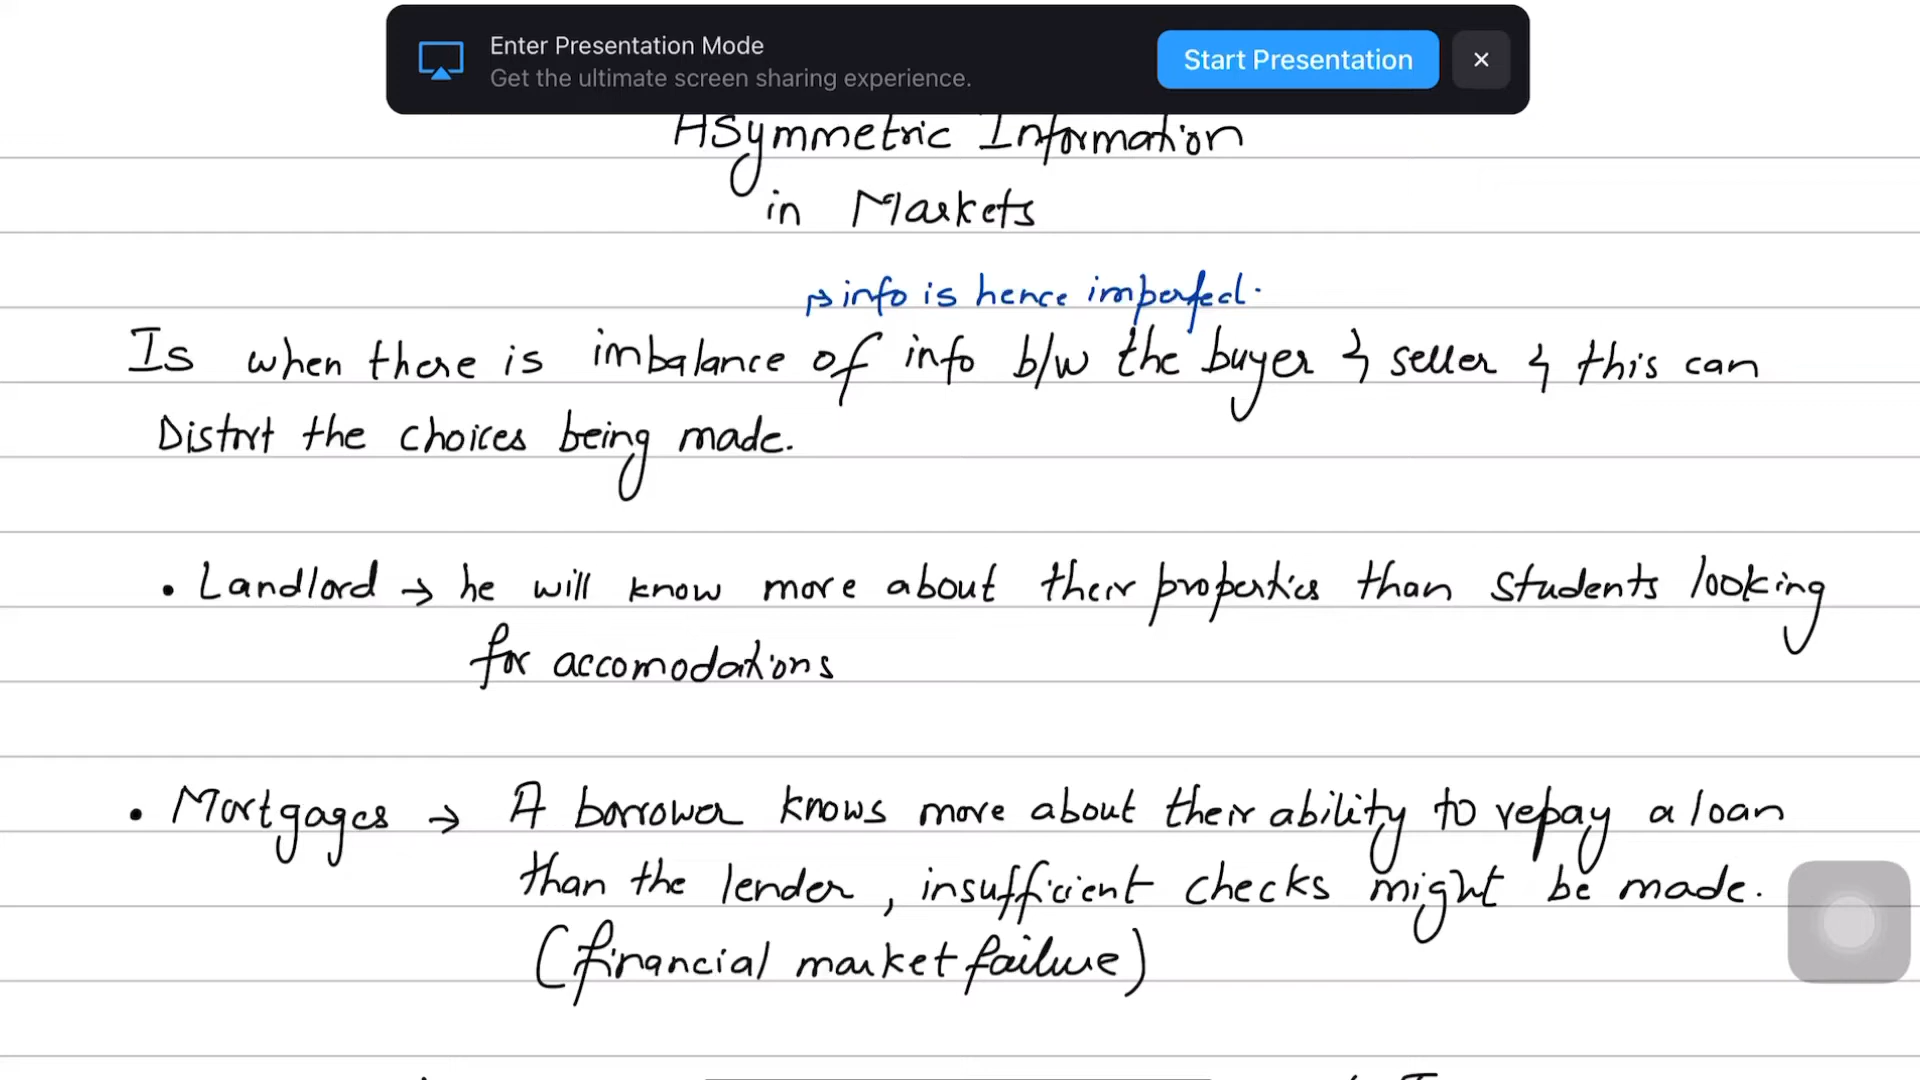 Enter Presentation Mode
Get the ultimate screen sharing experience.
Start Presentation
Asymmetric Information
in Markets
↳ info is hence imperfect.
Is when there is imbalance of info b/w the buyer & seller & this can
Distort the choices being made.
• Landlord → he will know more about their properties than students looking
for accomodations
• Mortgages → A borrower knows more about their ability to repay a loan
than the lender, insufficient checks might be made.
(financial market failure)